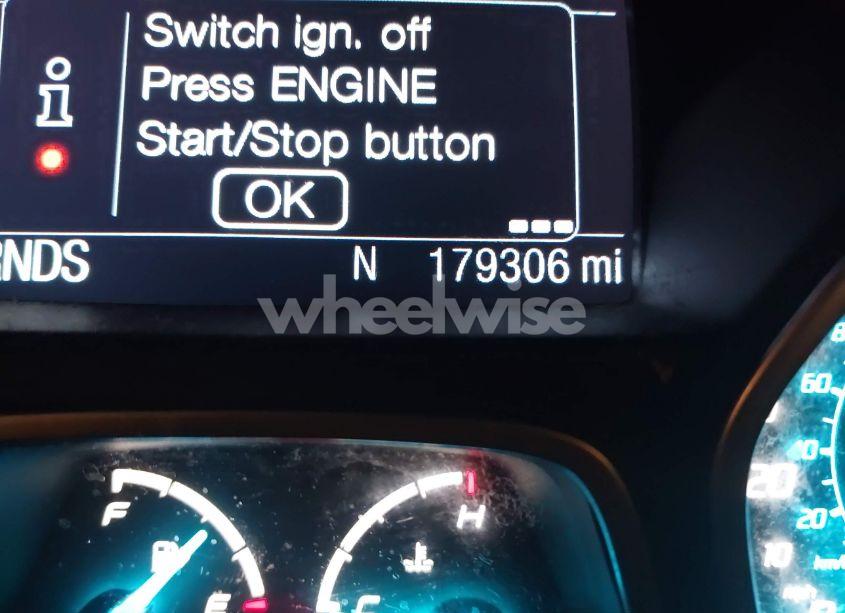 Switch ign. off
Press ENGINE
Start/Stop button
OK
RNDS N 179306 mi
wheelwise
F H
E C
60
40
20 20
10